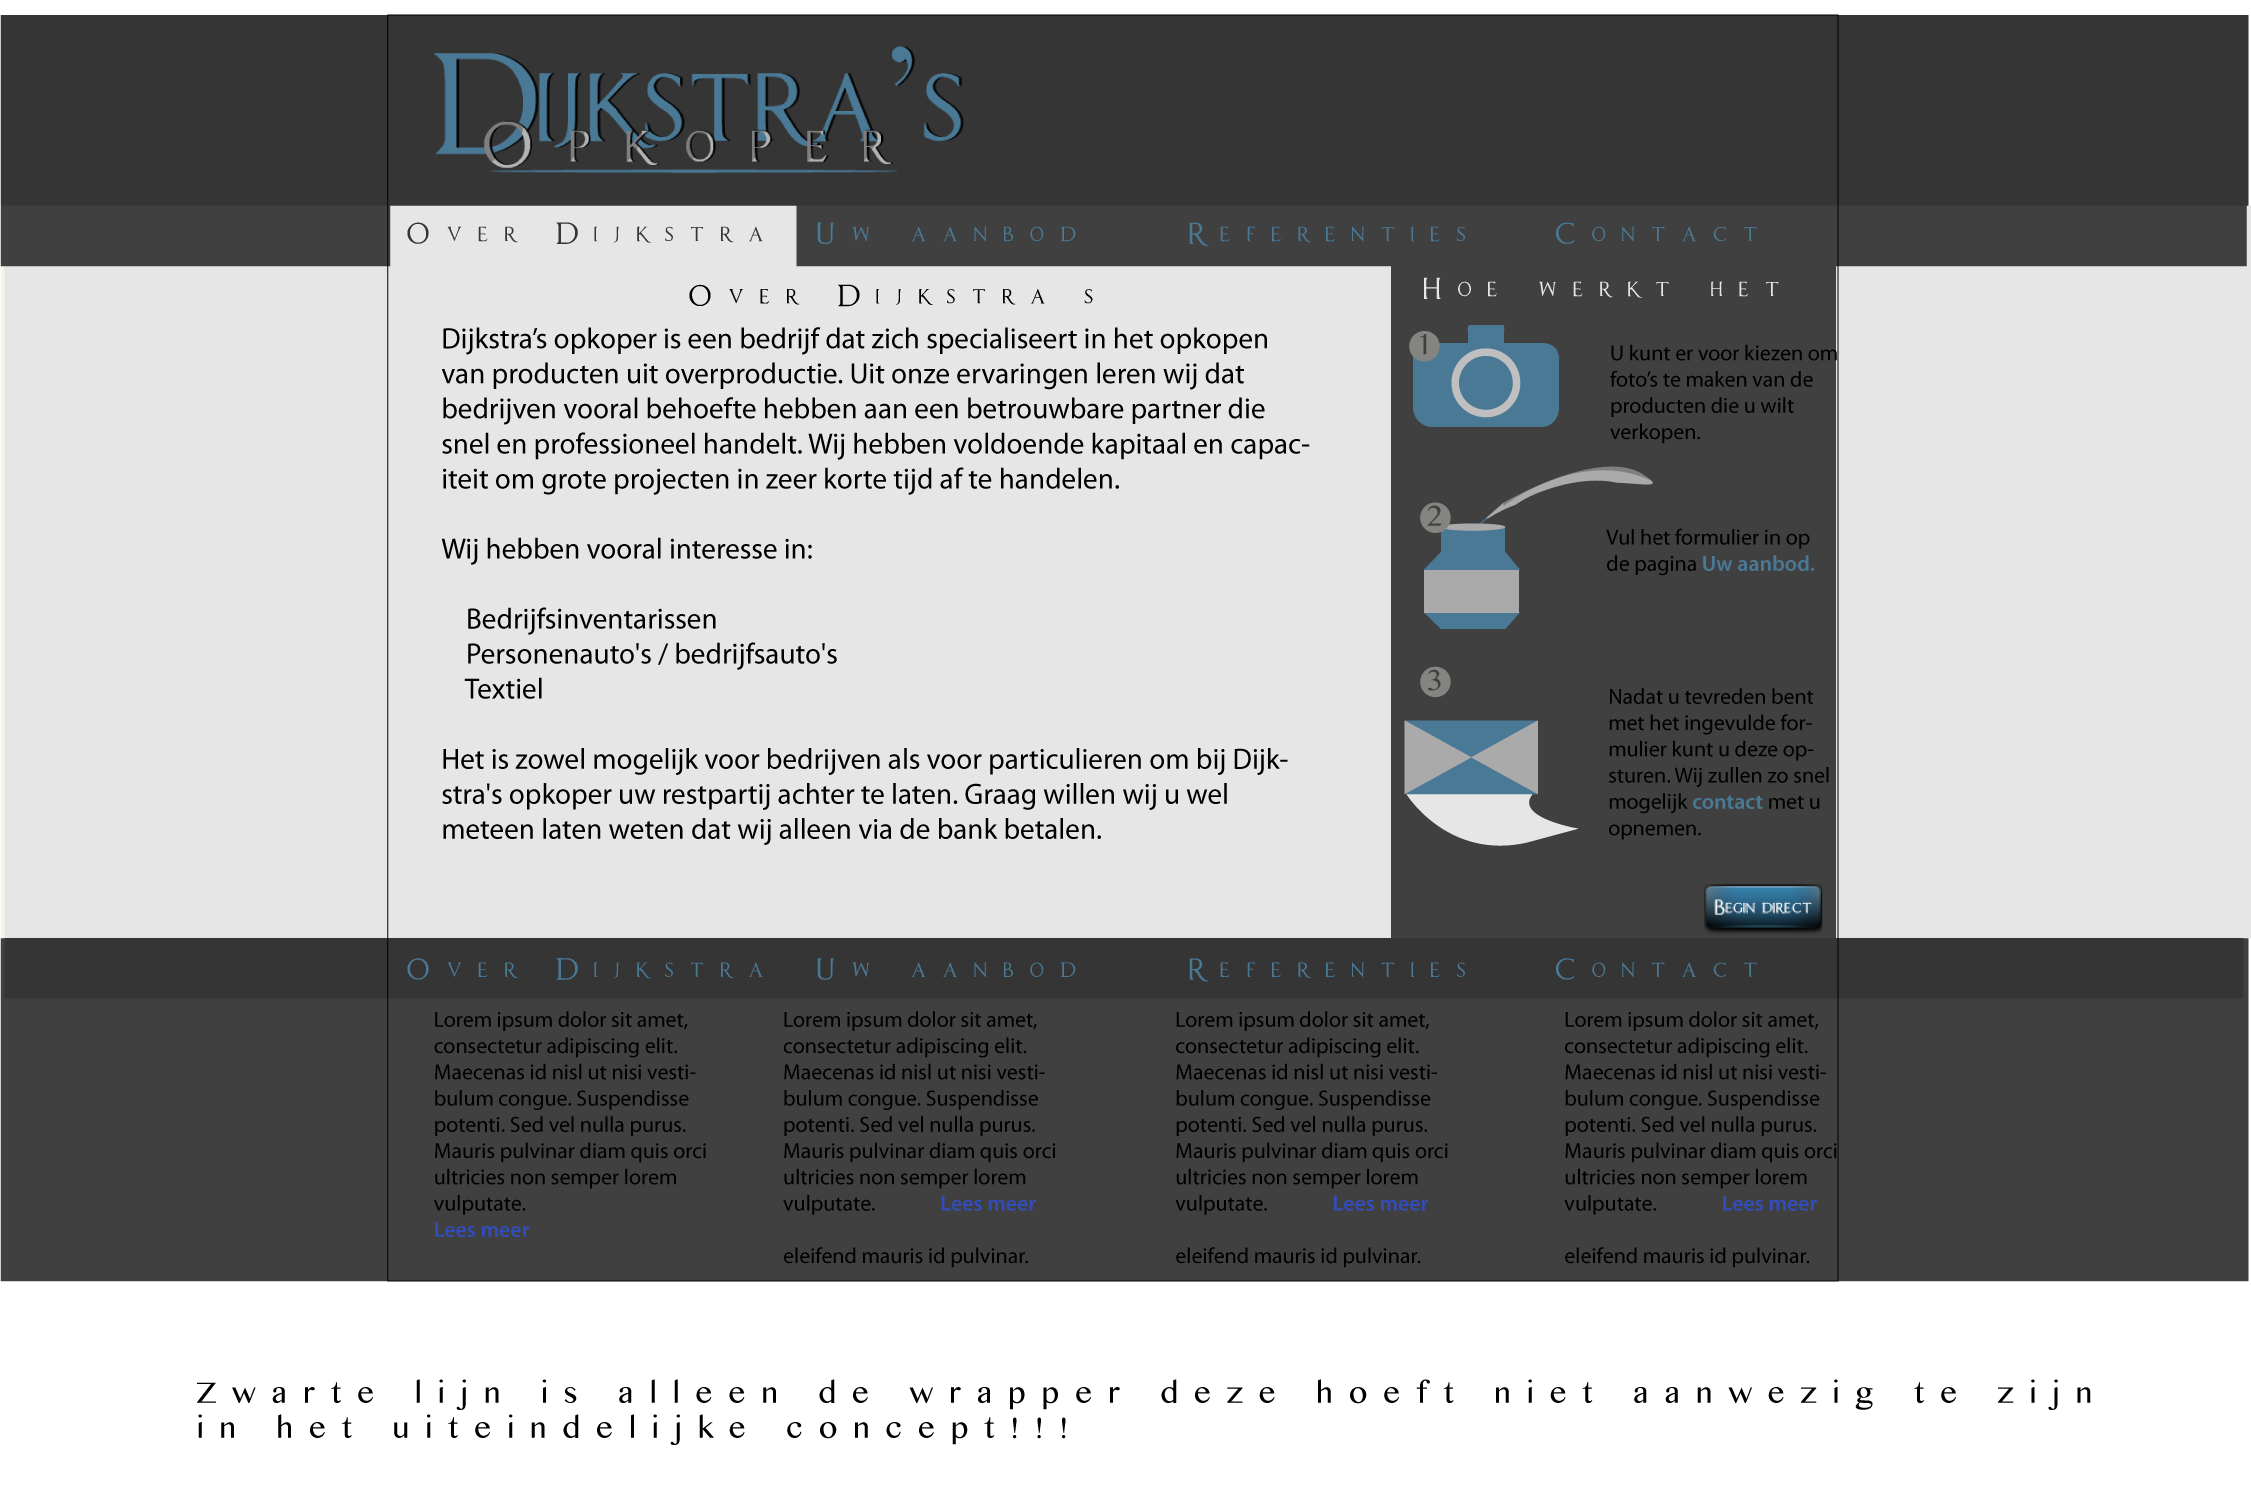 Dijkstra's
Opkoper
Over Dijkstra Uw aanbod Referenties Contact
Over Dijkstra s
Dijkstra’s opkoper is een bedrijf dat zich specialiseert in het opkopen
van producten uit overproductie. Uit onze ervaringen leren wij dat
bedrijven vooral behoefte hebben aan een betrouwbare partner die
snel en professioneel handelt. Wij hebben voldoende kapitaal en capac-
iteit om grote projecten in zeer korte tijd af te handelen.
Wij hebben vooral interesse in:
Bedrijfsinventarissen
Personenauto's / bedrijfsauto's
Textiel
Het is zowel mogelijk voor bedrijven als voor particulieren om bij Dijk-
stra's opkoper uw restpartij achter te laten. Graag willen wij u wel
meteen laten weten dat wij alleen via de bank betalen.
Hoe werkt het
1
U kunt er voor kiezen om
foto’s te maken van de
producten die u wilt
verkopen.
2
Vul het formulier in op
de pagina Uw aanbod.
3
Nadat u tevreden bent
met het ingevulde for-
mulier kunt u deze op-
sturen. Wij zullen zo snel
mogelijk contact met u
opnemen.
Begin direct
Over Dijkstra Uw aanbod Referenties Contact
Lorem ipsum dolor sit amet,
consectetur adipiscing elit.
Maecenas id nisl ut nisi vesti-
bulum congue. Suspendisse
potenti. Sed vel nulla purus.
Mauris pulvinar diam quis orci
ultricies non semper lorem
vulputate.
Lees meer
Lorem ipsum dolor sit amet,
consectetur adipiscing elit.
Maecenas id nisl ut nisi vesti-
bulum congue. Suspendisse
potenti. Sed vel nulla purus.
Mauris pulvinar diam quis orci
ultricies non semper lorem
vulputate. Lees meer
eleifend mauris id pulvinar.
Lorem ipsum dolor sit amet,
consectetur adipiscing elit.
Maecenas id nisl ut nisi vesti-
bulum congue. Suspendisse
potenti. Sed vel nulla purus.
Mauris pulvinar diam quis orci
ultricies non semper lorem
vulputate. Lees meer
eleifend mauris id pulvinar.
Lorem ipsum dolor sit amet,
consectetur adipiscing elit.
Maecenas id nisl ut nisi vesti-
bulum congue. Suspendisse
potenti. Sed vel nulla purus.
Mauris pulvinar diam quis orci
ultricies non semper lorem
vulputate. Lees meer
eleifend mauris id pulvinar.
Zwarte lijn is alleen de wrapper deze hoeft niet aanwezig te zijn
in het uiteindelijke concept!!!